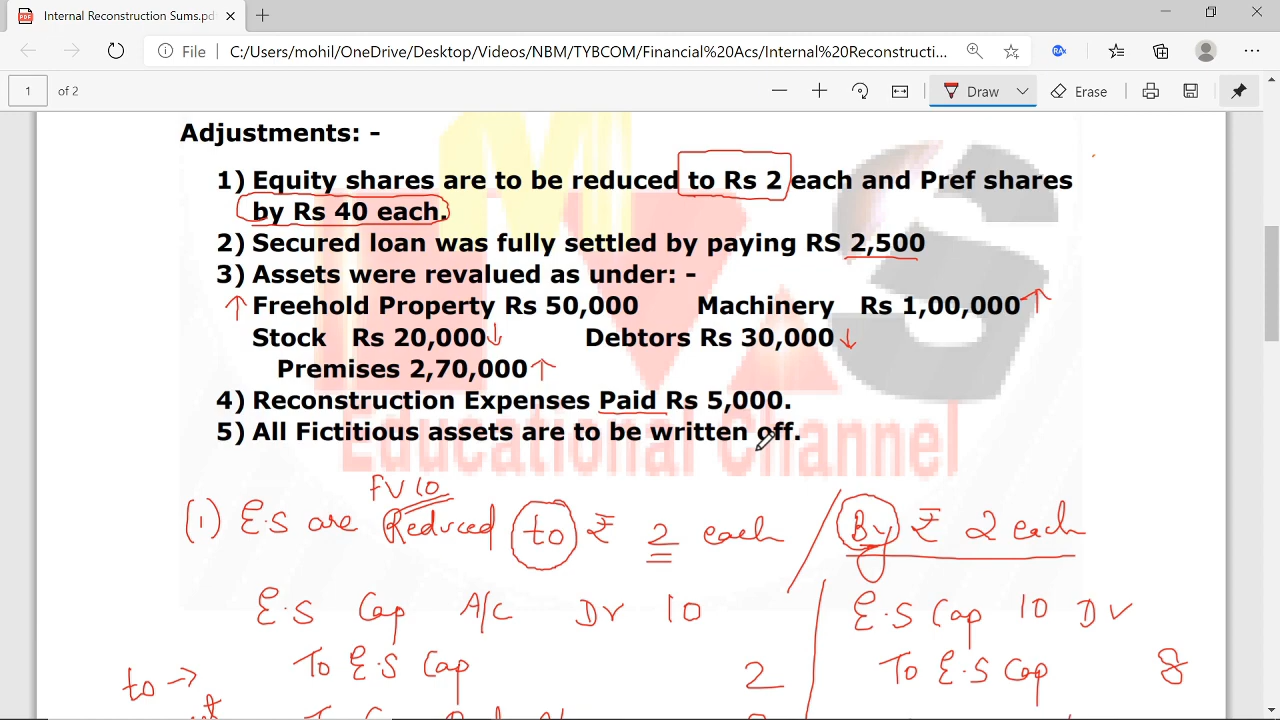 Internal Reconstruction Sums.pd
File C:/Users/mohil/OneDrive/Desktop/Videos/NBM/TYBCOM/Financial%20Acs/Internal%20Reconstructi...
1 of 2 Draw Erase
Adjustments: -
1) Equity shares are to be reduced to Rs 2 each and Pref shares
by Rs 40 each.
2) Secured loan was fully settled by paying RS 2,500
3) Assets were revalued as under: -
↑ Freehold Property Rs 50,000 Machinery Rs 1,00,000 ↑
Stock Rs 20,000 ↓ Debtors Rs 30,000 ↓
Premises 2,70,000 ↑
4) Reconstruction Expenses Paid Rs 5,000.
5) All Fictitious assets are to be written off.
Educational Channel
FV 10
(1) E.S are Reduced to ₹ 2 each / By ₹ 2 each
E.S Cap A/C Dr 10 E.S Cap 10 Dr
to → To E.S Cap 2 To E.S Cap 8